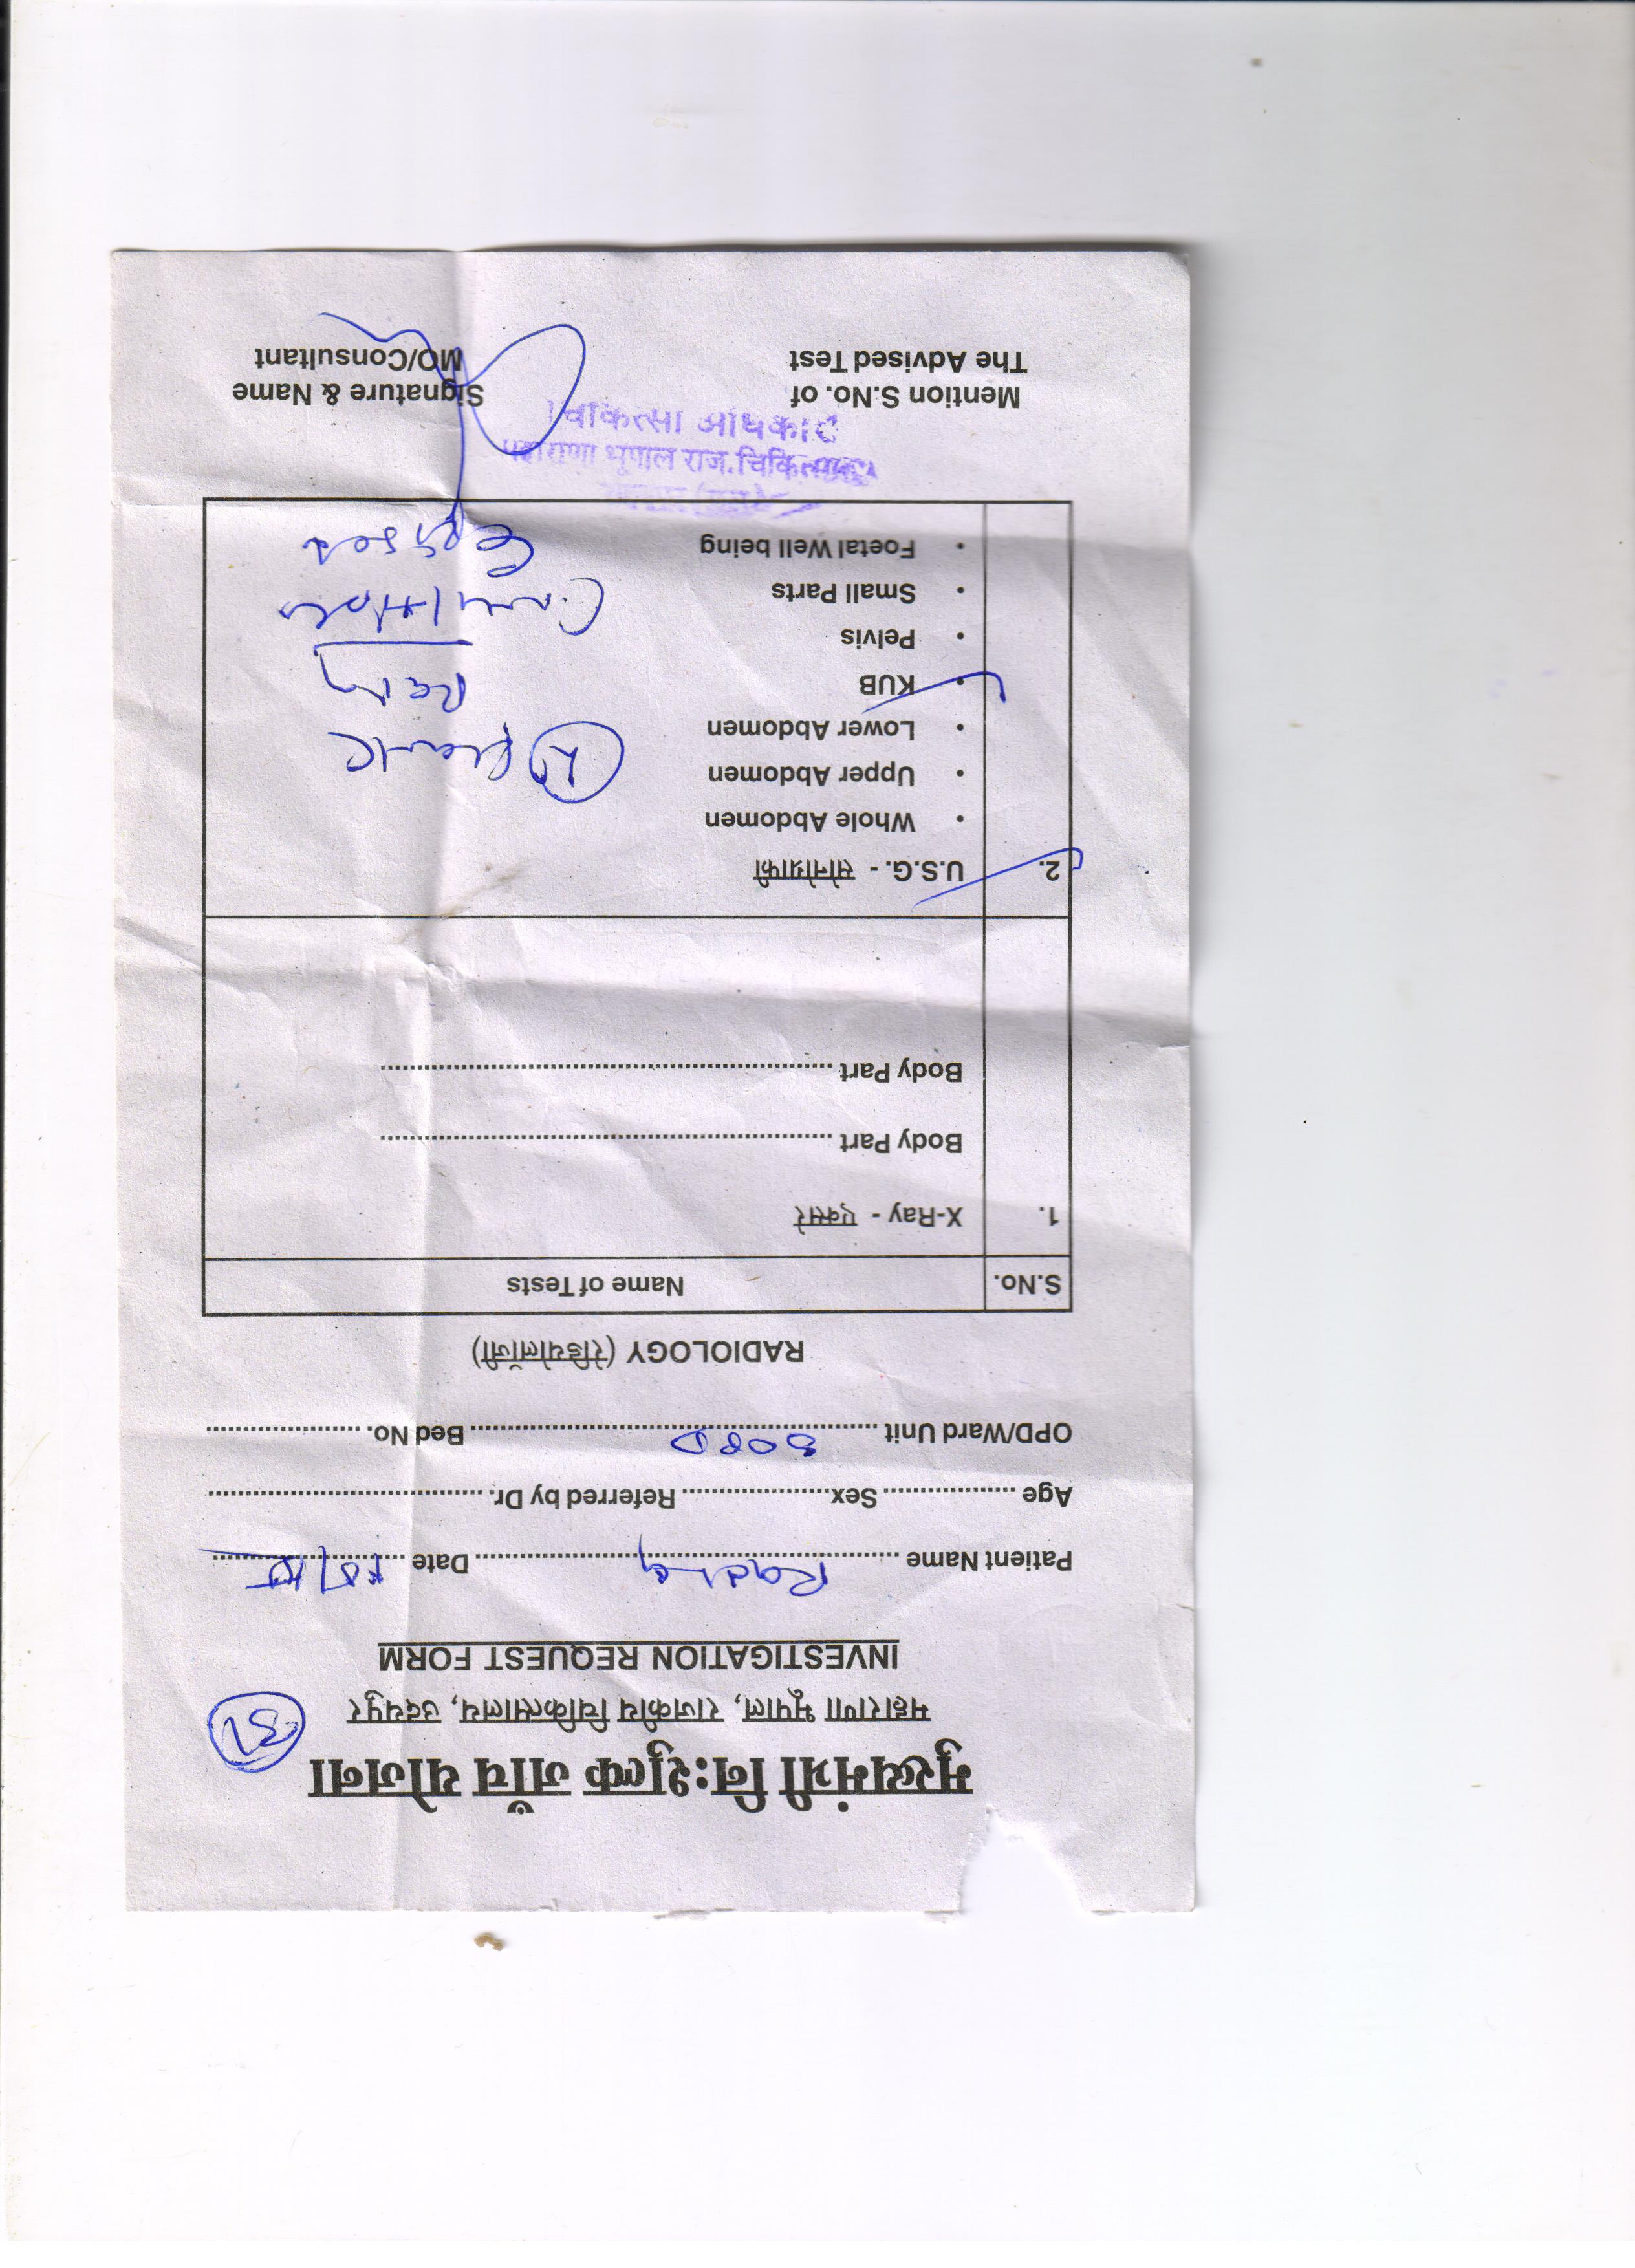 मुख्यमंत्री नि:शुल्क जाँच योजना
महाराणा भूपाल, राजकीय चिकित्सालय, उदयपुर
31
INVESTIGATION REQUEST FORM
Patient Name Radha Date
Age Sex Referred by Dr.
OPD/Ward Unit SOPD Bed No.
RADIOLOGY (रेडियोलॉजी)
S.No. Name of Tests
1. X-Ray - एक्सरे
Body Part
Body Part
2. U.S.G. - सोनोग्राफी
• Whole Abdomen
• Upper Abdomen
• Lower Abdomen
• KUB
• Pelvis
• Small Parts
• Foetal Well being
Mention S.No. of
The Advised Test
Signature & Name
MO/Consultant
चिकित्सा अधिकारी
महाराणा भूपाल राज. चिकित्सालय